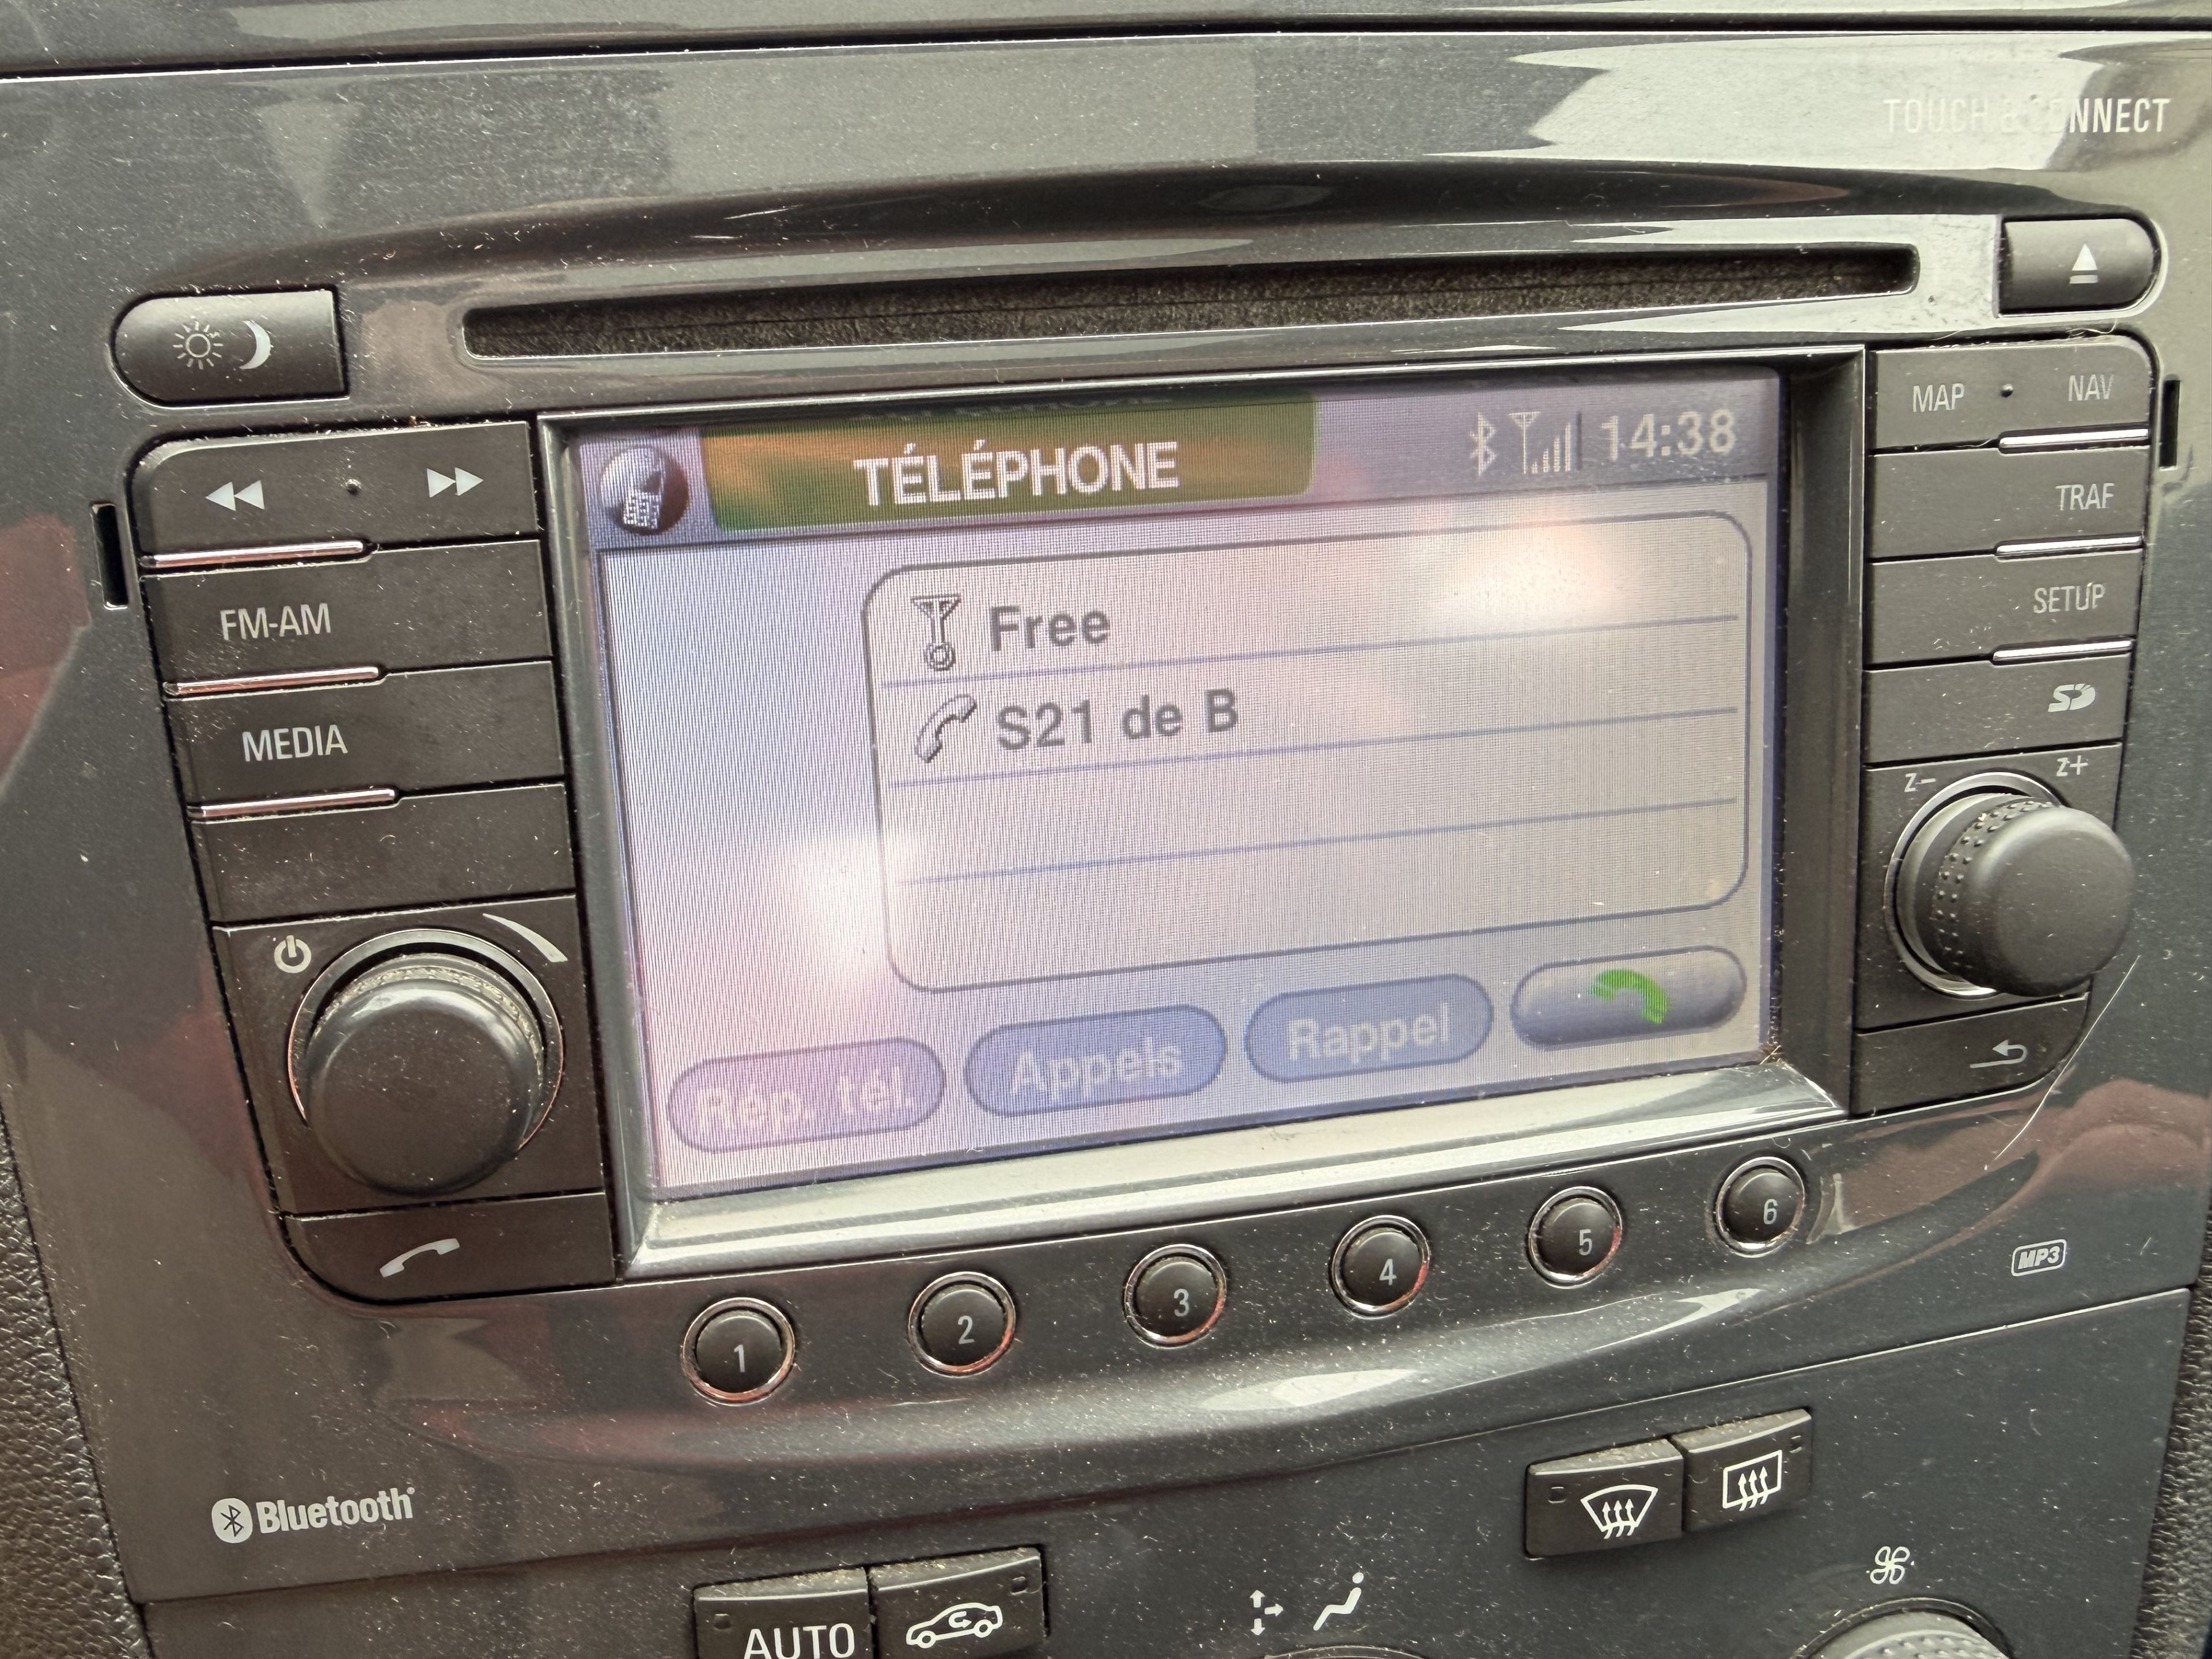 TOUCH & CONNECT
MAP · NAV
TÉLÉPHONE
14:38
TRAF
FM-AM
Free
SETUP
S21 de B
MEDIA
SD
z- z+
Rép. tél.
Appels
Rappel
1
2
3
4
5
6
MP3
Bluetooth
AUTO